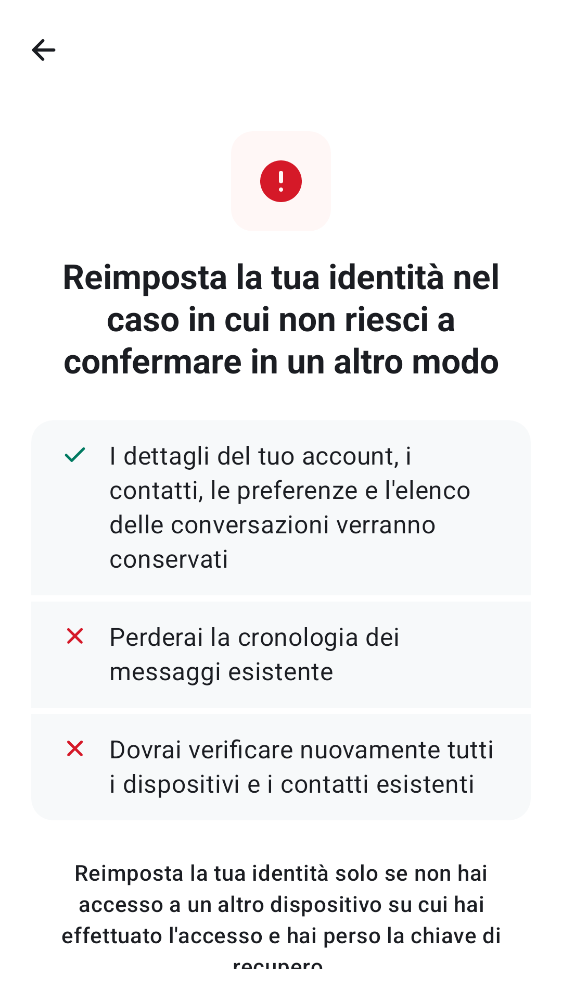 Reimposta la tua identità nel
caso in cui non riesci a
confermare in un altro modo
I dettagli del tuo account, i
contatti, le preferenze e l'elenco
delle conversazioni verranno
conservati
Perderai la cronologia dei
messaggi esistente
Dovrai verificare nuovamente tutti
i dispositivi e i contatti esistenti
Reimposta la tua identità solo se non hai
accesso a un altro dispositivo su cui hai
effettuato l'accesso e hai perso la chiave di
recupero.